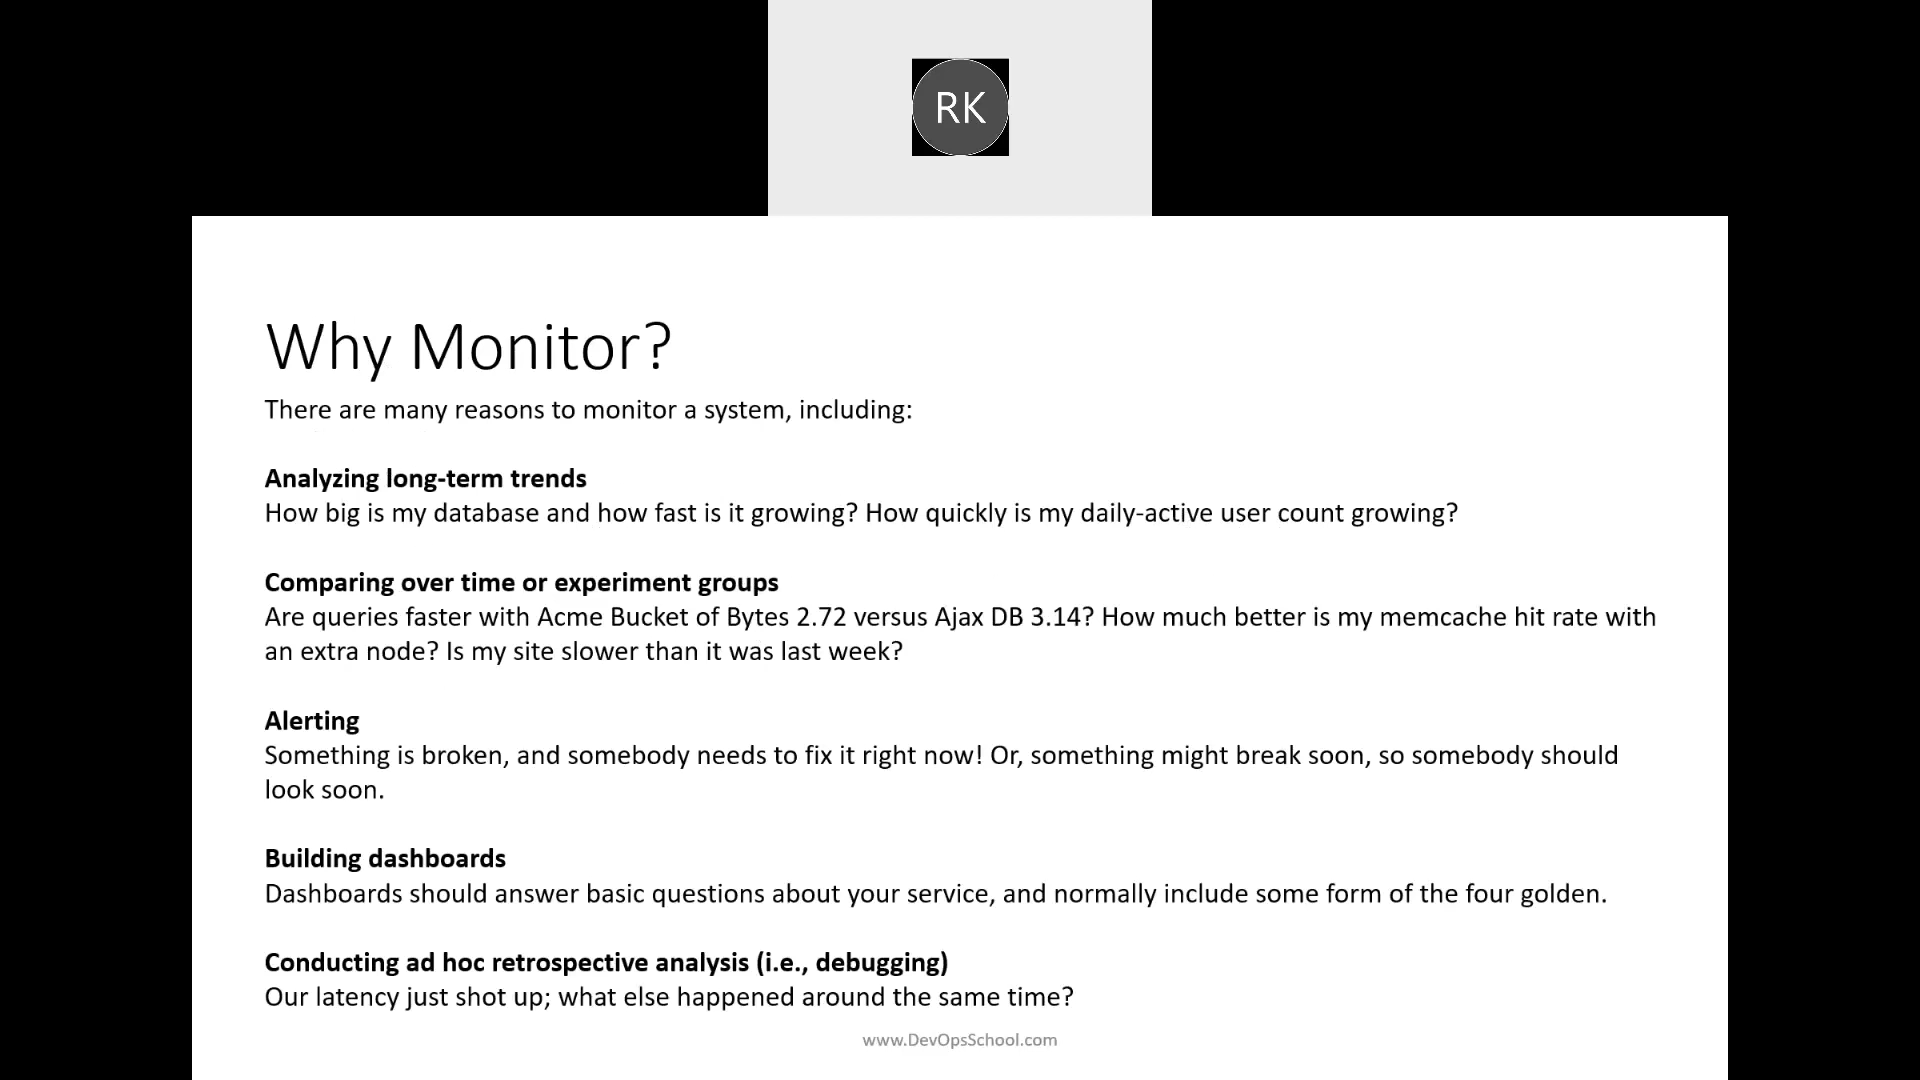 RK
Why Monitor?
There are many reasons to monitor a system, including:
Analyzing long-term trends
How big is my database and how fast is it growing? How quickly is my daily-active user count growing?
Comparing over time or experiment groups
Are queries faster with Acme Bucket of Bytes 2.72 versus Ajax DB 3.14? How much better is my memcache hit rate with
an extra node? Is my site slower than it was last week?
Alerting
Something is broken, and somebody needs to fix it right now! Or, something might break soon, so somebody should
look soon.
Building dashboards
Dashboards should answer basic questions about your service, and normally include some form of the four golden.
Conducting ad hoc retrospective analysis (i.e., debugging)
Our latency just shot up; what else happened around the same time?
www.DevOpsSchool.com